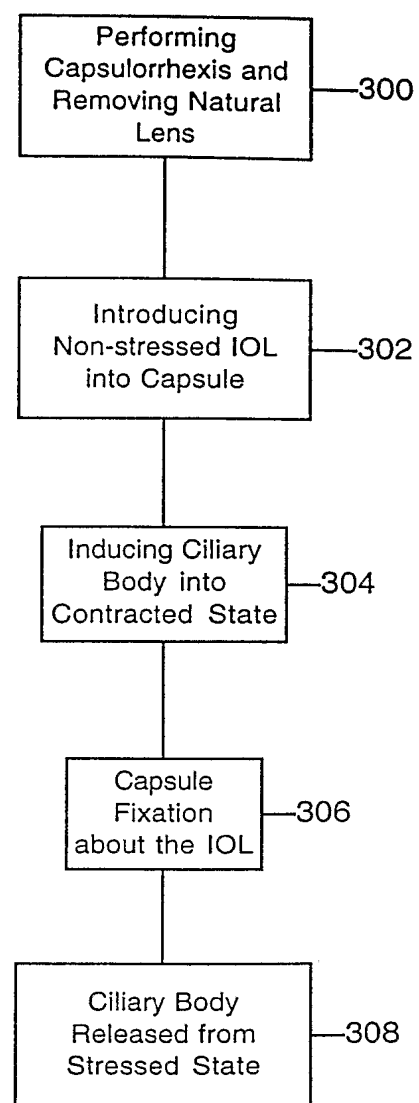 Performing
Capsulorrhexis and
Removing Natural
Lens
300
Introducing
Non-stressed IOL
into Capsule
302
Inducing Ciliary
Body into
Contracted State
304
Capsule
Fixation
about the IOL
306
Ciliary Body
Released from
Stressed State
308